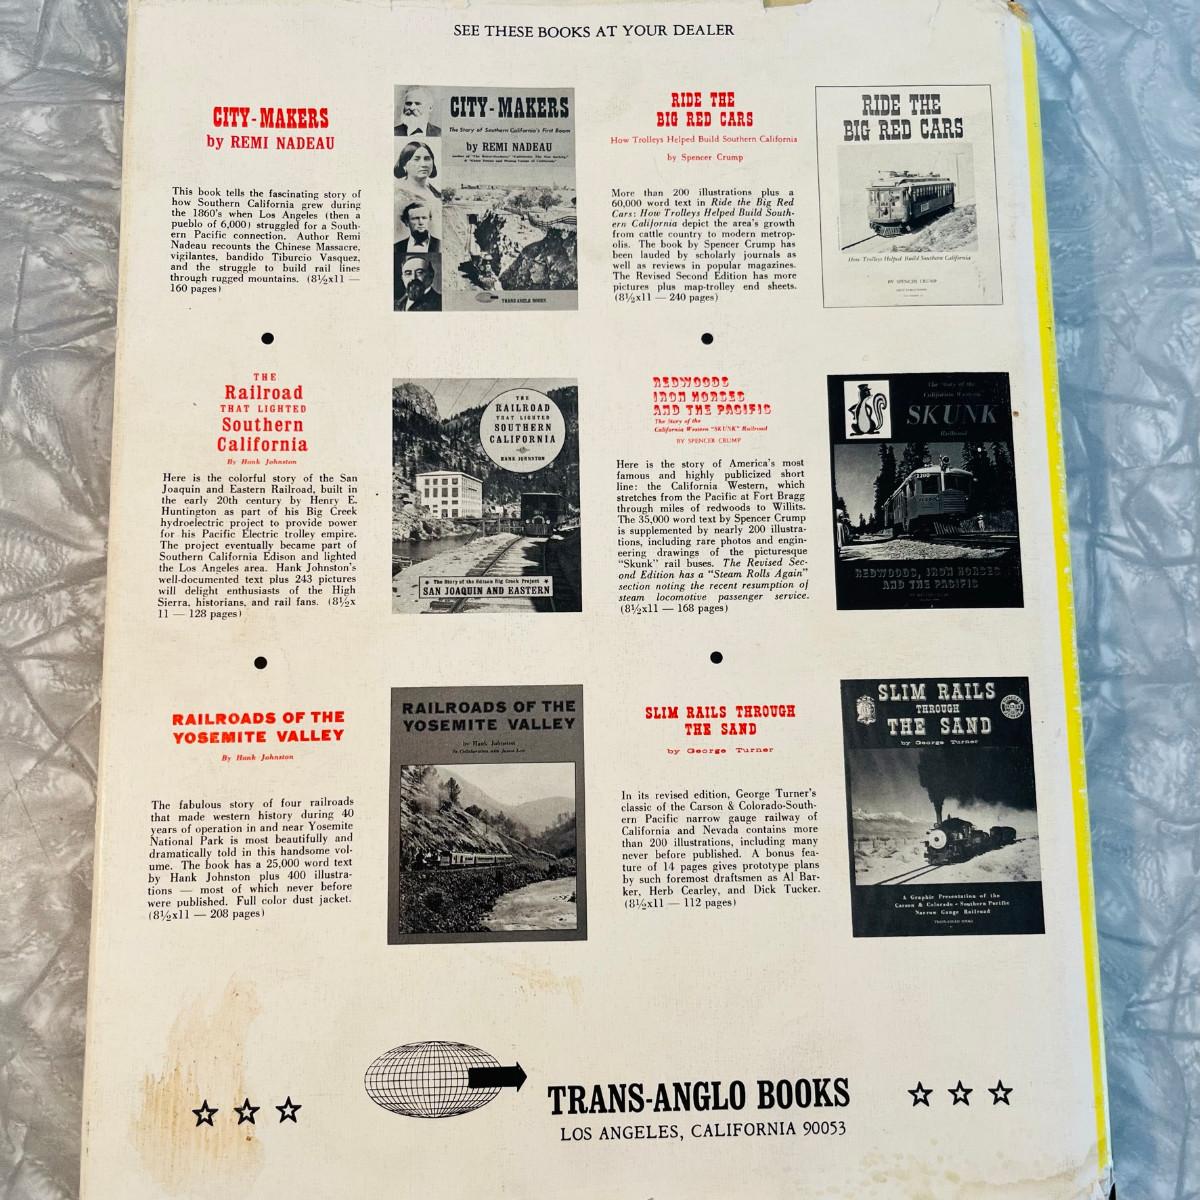 SEE THESE BOOKS AT YOUR DEALER
CITY-MAKERS
by REMI NADEAU
This book tells the fascinating story of
how Southern California grew during
the 1860's when Los Angeles (then a
pueblo of 6,000) struggled for a South-
ern Pacific connection. Author Remi
Nadeau recounts the Chinese Massacre,
vigilantes, bandido Tiburcio Vasquez,
and the struggle to build rail lines
through rugged mountains. (8½x11 —
160 pages)
CITY-MAKERS
The Story of Southern California's First Boom
by REMI NADEAU
TRANS-ANGLO BOOKS
RIDE THE
BIG RED CARS
How Trolleys Helped Build Southern California
by Spencer Crump
More than 200 illustrations plus a
60,000 word text in Ride the Big Red
Cars: How Trolleys Helped Build South-
ern California depict the area's growth
from cattle country to modern metrop-
olis. The book by Spencer Crump has
been lauded by scholarly journals as
well as reviews in popular magazines.
The Revised Second Edition has more
pictures plus map-trolley end sheets.
(8½x11 — 240 pages)
RIDE THE
BIG RED CARS
How Trolleys Helped Build Southern California
BY SPENCER CRUMP
THE
Railroad
THAT LIGHTED
Southern
California
By Hank Johnston
Here is the colorful story of the San
Joaquin and Eastern Railroad, built in
the early 20th century by Henry E.
Huntington as part of his Big Creek
hydroelectric project to provide power
for his Pacific Electric trolley empire.
The project eventually became part of
Southern California Edison and lighted
the Los Angeles area. Hank Johnston's
well-documented text plus 243 pictures
will delight enthusiasts of the High
Sierra, historians, and rail fans. (8½x
11 — 128 pages)
THE
RAILROAD
THAT LIGHTED
SOUTHERN
CALIFORNIA
HANK JOHNSTON
The Story of the Edison Big Creek Project
SAN JOAQUIN AND EASTERN
REDWOODS
IRON HORSES
AND THE PACIFIC
The Story of the
California Western "SKUNK" Railroad
BY SPENCER CRUMP
Here is the story of America's most
famous and highly publicized short
line: the California Western, which
stretches from the Pacific at Fort Bragg
through miles of redwoods to Willits.
The 35,000 word text by Spencer Crump
is supplemented by nearly 200 illustra-
tions, including rare photos and engin-
eering drawings of the picturesque
"Skunk" rail buses. The Revised Sec-
ond Edition has a "Steam Rolls Again"
section noting the recent resumption of
steam locomotive passenger service.
(8½x11 — 168 pages)
The Story of the
California Western
SKUNK
Railroad
REDWOODS, IRON HORSES
AND THE PACIFIC
RAILROADS OF THE
YOSEMITE VALLEY
By Hank Johnston
The fabulous story of four railroads
that made western history during 40
years of operation in and near Yosemite
National Park is most beautifully and
dramatically told in this handsome vol-
ume. The book has a 25,000 word text
by Hank Johnston plus 400 illustra-
tions — most of which never before
were published. Full color dust jacket.
(8½x11 — 208 pages)
RAILROADS OF THE
YOSEMITE VALLEY
by Hank Johnston
SLIM RAILS THROUGH
THE SAND
by George Turner
In its revised edition, George Turner's
classic of the Carson & Colorado-South-
ern Pacific narrow gauge railway of
California and Nevada contains more
than 200 illustrations, including many
never before published. A bonus fea-
ture of 14 pages gives prototype plans
by such foremost draftsmen as Al Bar-
ker, Herb Cearley, and Dick Tucker.
(8½x11 — 112 pages)
SLIM RAILS
THROUGH
THE SAND
by George Turner
A Graphic Presentation of the
Carson & Colorado - Southern Pacific
Narrow Gauge Railroad
TRANS-ANGLO BOOKS
LOS ANGELES, CALIFORNIA 90053